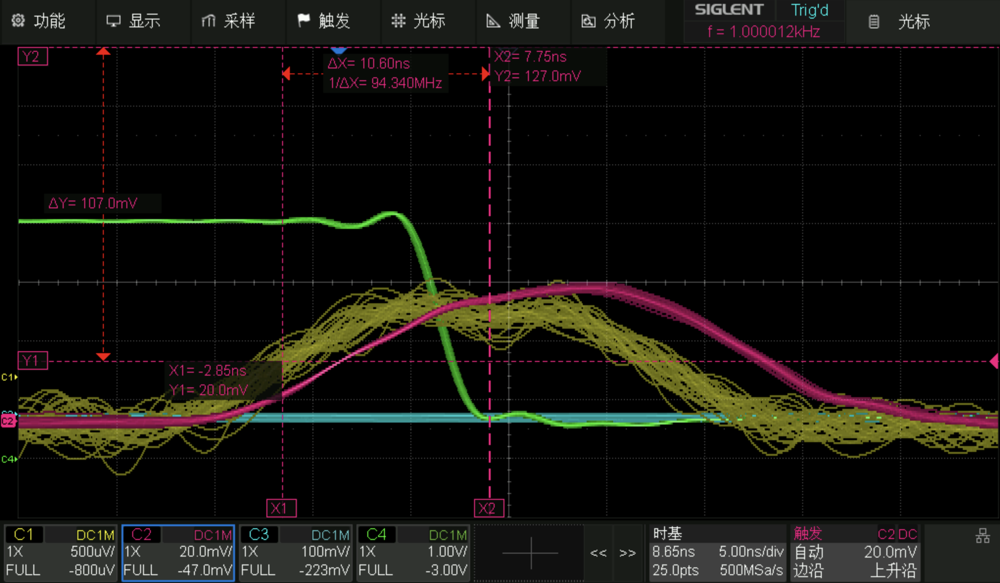 功能 显示 采样 触发 光标 测量 分析 SIGLENT Trig'd 光标
f = 1.000012kHz
Y2
X2= 7.75ns
ΔX= 10.60ns
Y2= 127.0mV
1/ΔX= 94.340MHz
ΔY= 107.0mV
Y1
X1= -2.85ns
C1
Y1= 20.0mV
C2
C4
X1 X2
C1 DC1M C2 DC1M C3 DC1M C4 DC1M 时基 触发 C2 DC
1X 500uV/ 1X 20.0mV/ 1X 100mV/ 1X 1.00V/ << >> 8.65ns 5.00ns/div 自动 20.0mV
FULL -800uV FULL -47.0mV FULL -223mV FULL -3.00V 25.0pts 500MSa/s 边沿 上升沿